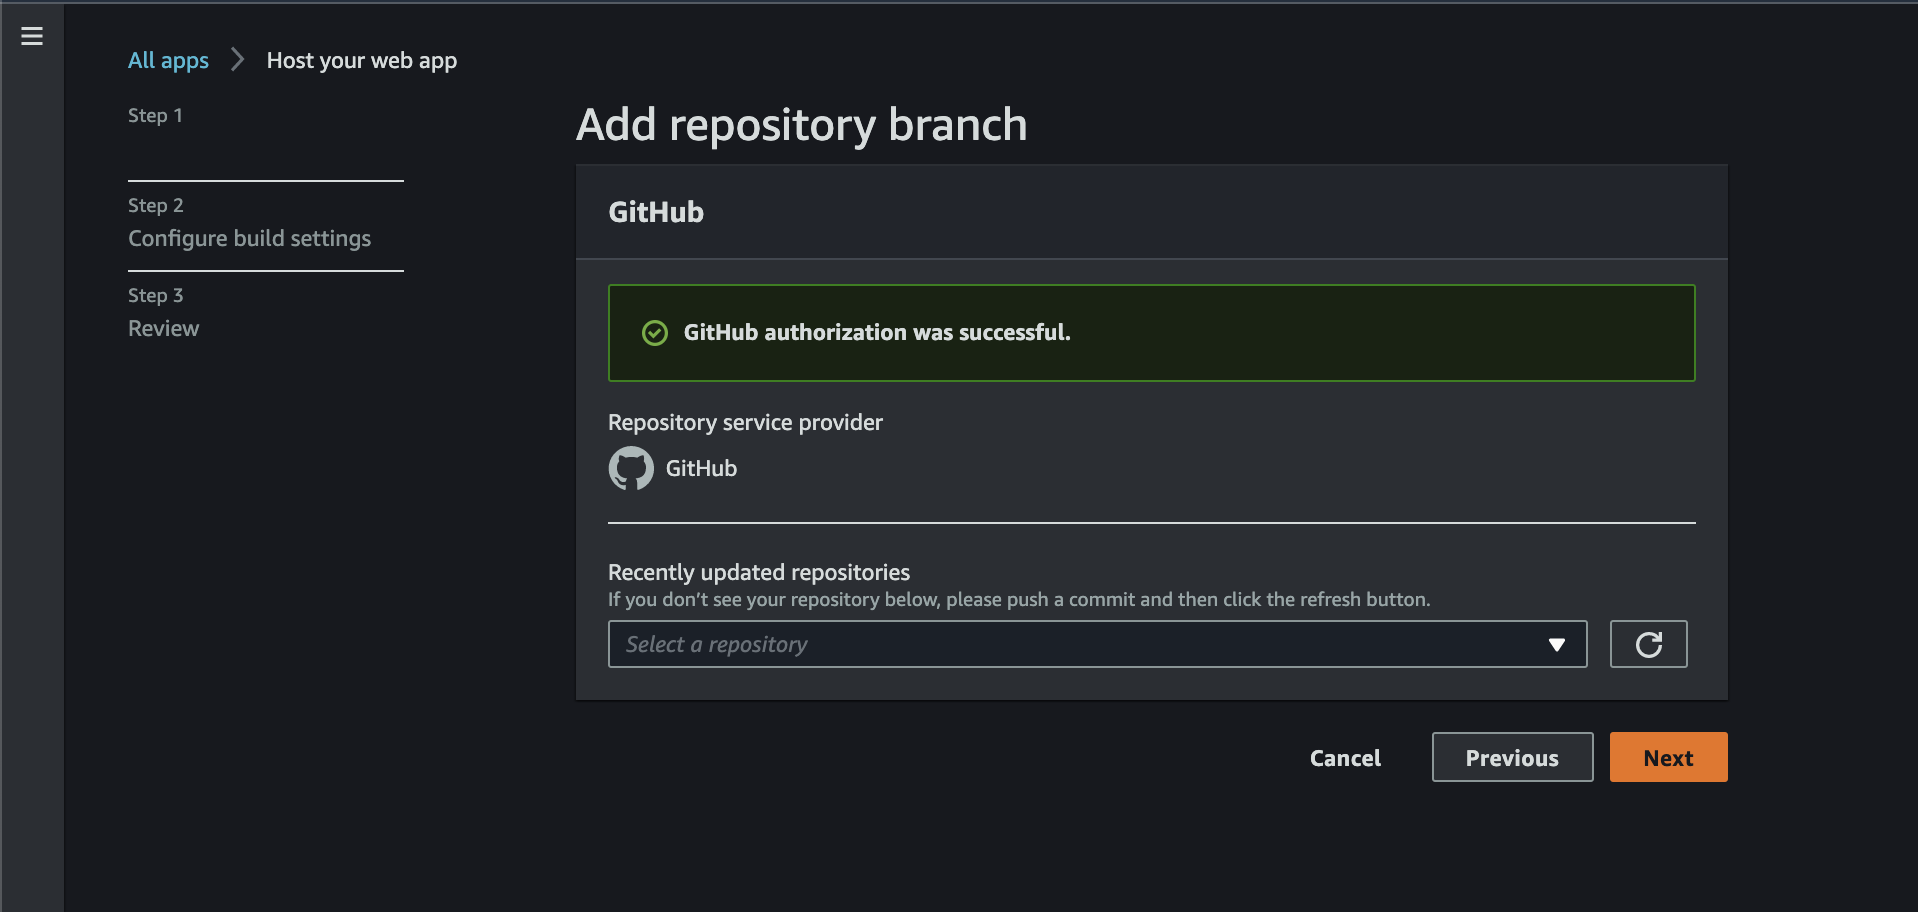 All apps
Host your web app
Step 1
Step 2
Configure build settings
Step 3
Review
Add repository branch
GitHub
GitHub authorization was successful.
Repository service provider
GitHub
Recently updated repositories
If you don’t see your repository below, please push a commit and then click the refresh button.
Select a repository
Cancel
Previous
Next